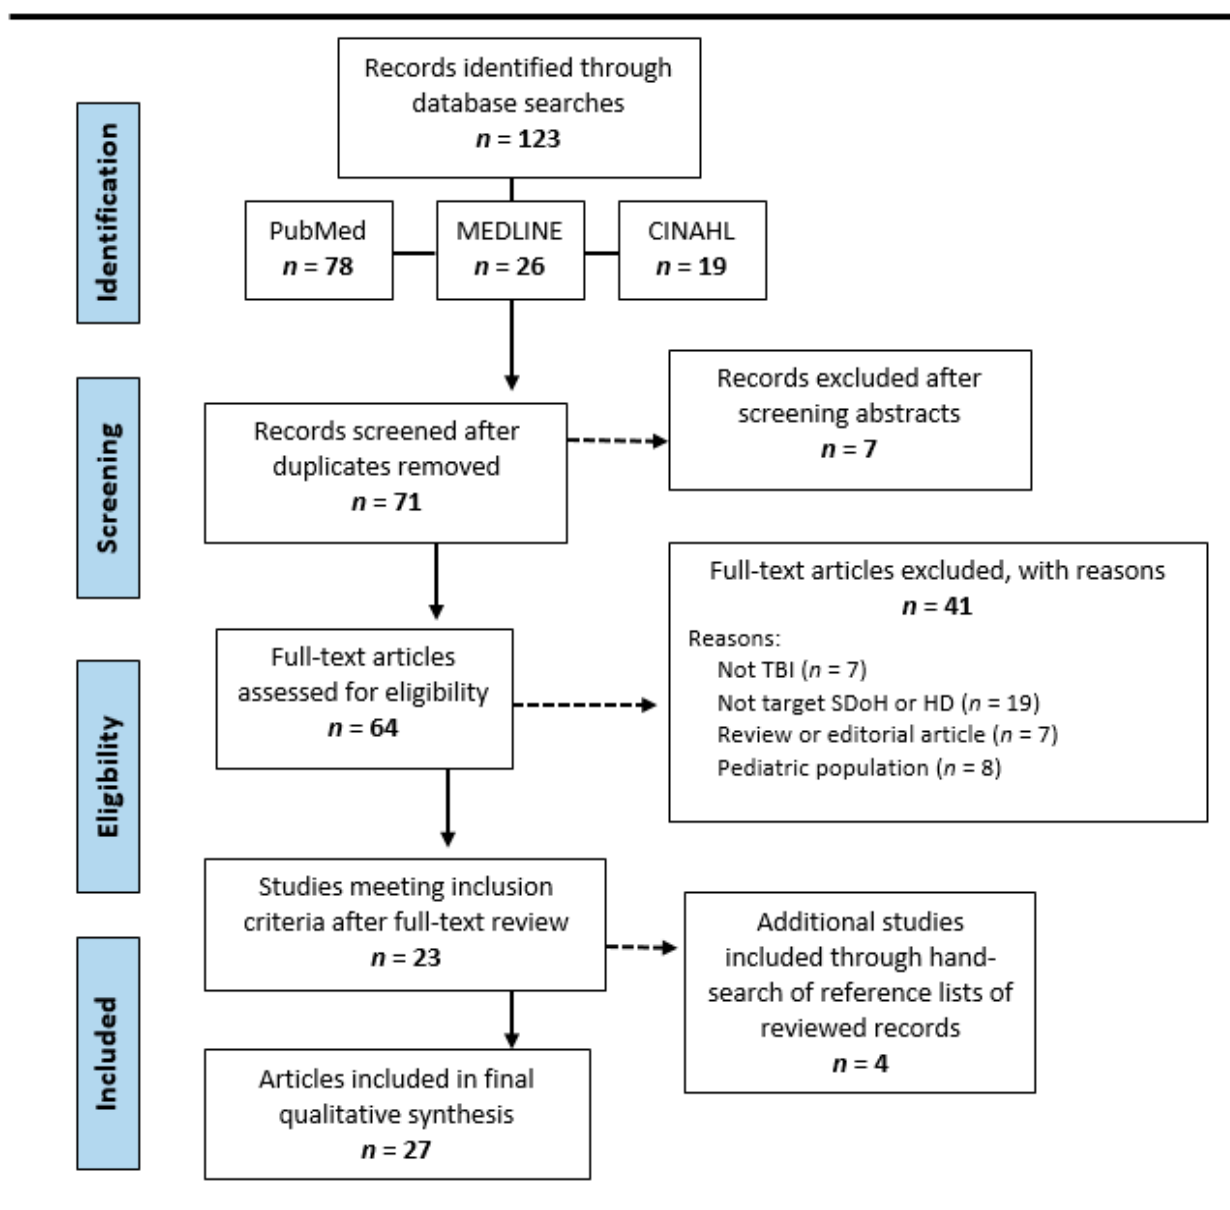 Identification
Records identified through
database searches
n = 123
PubMed
n = 78
MEDLINE
n = 26
CINAHL
n = 19
Screening
Records screened after
duplicates removed
n = 71
Records excluded after
screening abstracts
n = 7
Eligibility
Full-text articles
assessed for eligibility
n = 64
Full-text articles excluded, with reasons
n = 41
Reasons:
Not TBI (n = 7)
Not target SDoH or HD (n = 19)
Review or editorial article (n = 7)
Pediatric population (n = 8)
Included
Studies meeting inclusion
criteria after full-text review
n = 23
Additional studies
included through hand-
search of reference lists of
reviewed records
n = 4
Articles included in final
qualitative synthesis
n = 27